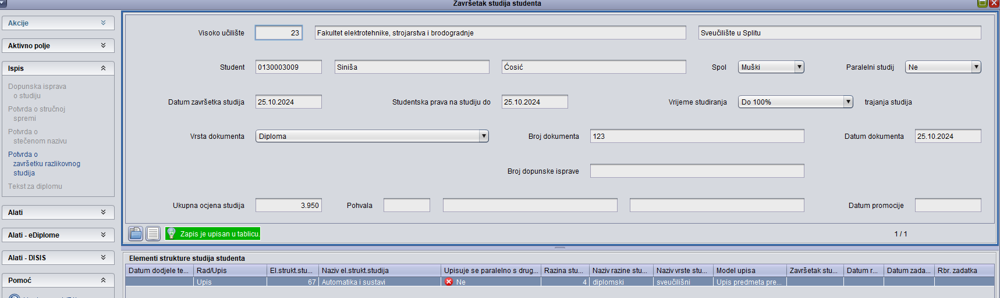 Završetak studija studenta
Akcije
Aktivno polje
Ispis
Dopunska isprava
o studiju
Potvrda o stručnoj
spremi
Potvrda o
stečenom nazivu
Potvrda o
završetku razlikovnog
studija
Tekst za diplomu
Alati
Alati - eDiplome
Alati - DISIS
Pomoć
Visoko učilište 23 Fakultet elektrotehnike, strojarstva i brodogradnje Sveučilište u Splitu
Student 0130003009 Siniša Ćosić Spol Muški Paralelni studij Ne
Datum završetka studija 25.10.2024 Studentska prava na studiju do 25.10.2024 Vrijeme studiranja Do 100% trajanja studija
Vrsta dokumenta Diploma Broj dokumenta 123 Datum dokumenta 25.10.2024
Broj dopunske isprave
Ukupna ocjena studija 3.950 Pohvala Datum promocije
Zapis je upisan u tablicu. 1 / 1
Elementi strukture studija studenta
Datum dodjele te... Rad/Upis El.strukt.stu... Naziv el.strukt.studija Upisuje se paralelno s drug... Razina stu... Naziv razine stu... Naziv vrste stu... Model upisa Završetak stu... Datum r... Datum zada... Rbr. zadatka
Upis 67 Automatika i sustavi Ne 4 diplomski sveučilišni Upis predmeta pre...